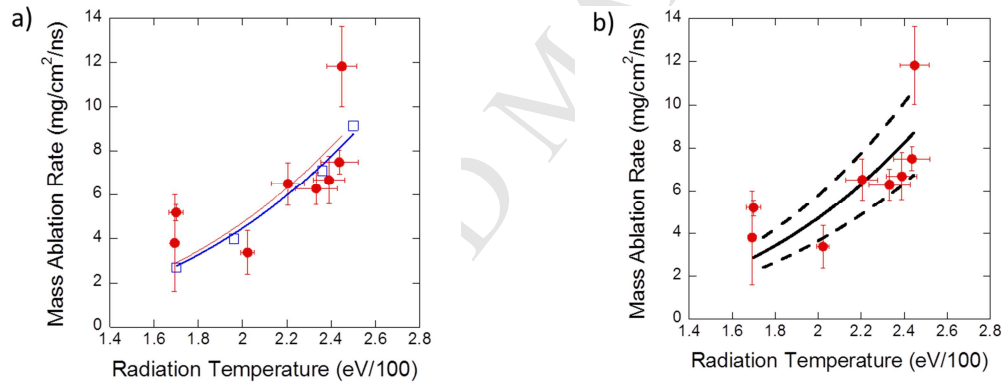 a)
Mass Ablation Rate (mg/cm²/ns)
14
12
10
8
6
4
2
0
1.4 1.6 1.8 2 2.2 2.4 2.6 2.8
Radiation Temperature (eV/100)
b)
Mass Ablation Rate (mg/cm²/ns)
14
12
10
8
6
4
2
0
1.4 1.6 1.8 2 2.2 2.4 2.6 2.8
Radiation Temperature (eV/100)
D M